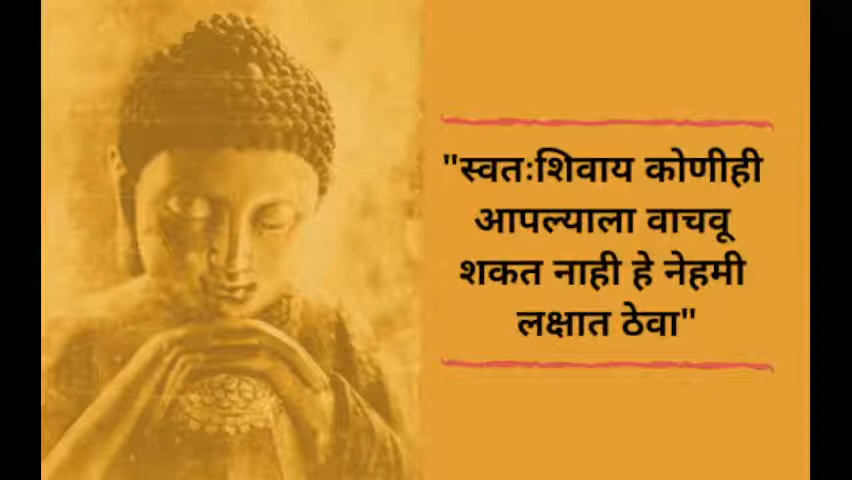 "स्वतःशिवाय कोणीही
आपल्याला वाचवू
शकत नाही हे नेहमी
लक्षात ठेवा"